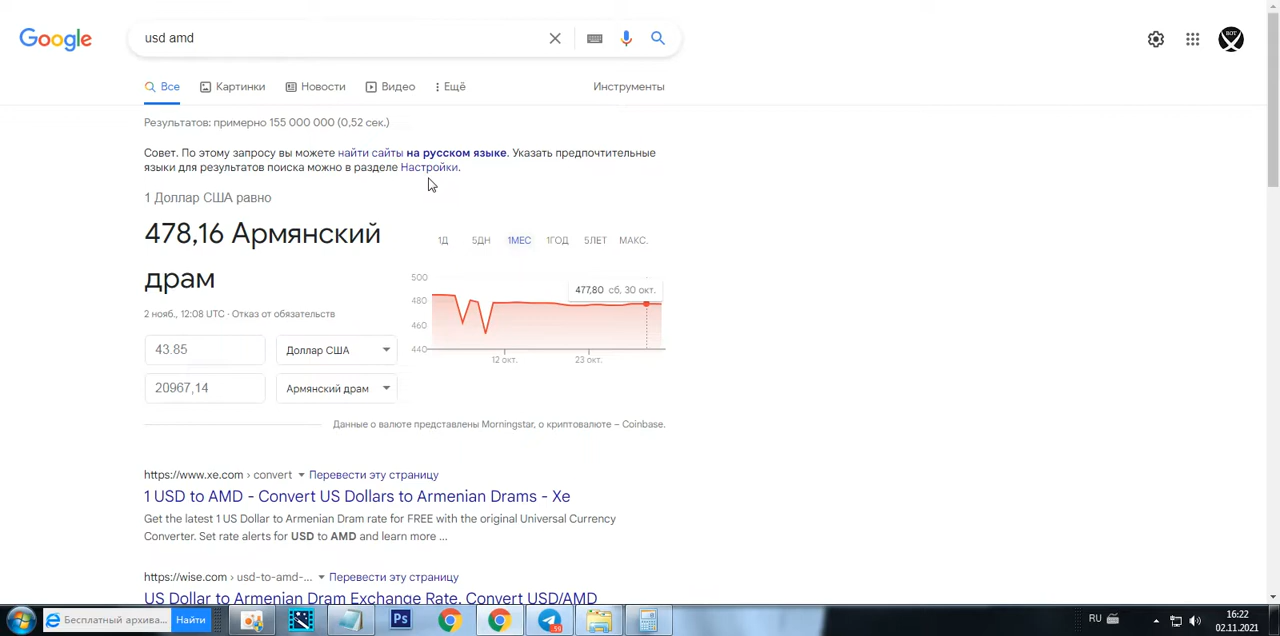 Google
usd amd
Все Картинки Новости Видео Ещё Инструменты
Результатов: примерно 155 000 000 (0,52 сек.)
Совет. По этому запросу вы можете найти сайты на русском языке. Указать предпочтительные
языки для результатов поиска можно в разделе Настройки.
1 Доллар США равно
478,16 Армянский
драм
2 нояб., 12:08 UTC · Отказ от обязательств
43.85 Доллар США
20967,14 Армянский драм
1Д 5ДН 1МЕС 1ГОД 5ЛЕТ МАКС.
500
477,80 сб, 30 окт.
480
460
440
12 окт. 23 окт.
Данные о валюте представлены Morningstar, о криптовалюте – Coinbase.
https://www.xe.com › convert Перевести эту страницу
1 USD to AMD - Convert US Dollars to Armenian Drams - Xe
Get the latest 1 US Dollar to Armenian Dram rate for FREE with the original Universal Currency
Converter. Set rate alerts for USD to AMD and learn more ...
https://wise.com › usd-to-amd-... Перевести эту страницу
US Dollar to Armenian Dram Exchange Rate. Convert USD/AMD
Бесплатный архива... Найти
Ps
RU
16:22
02.11.2021